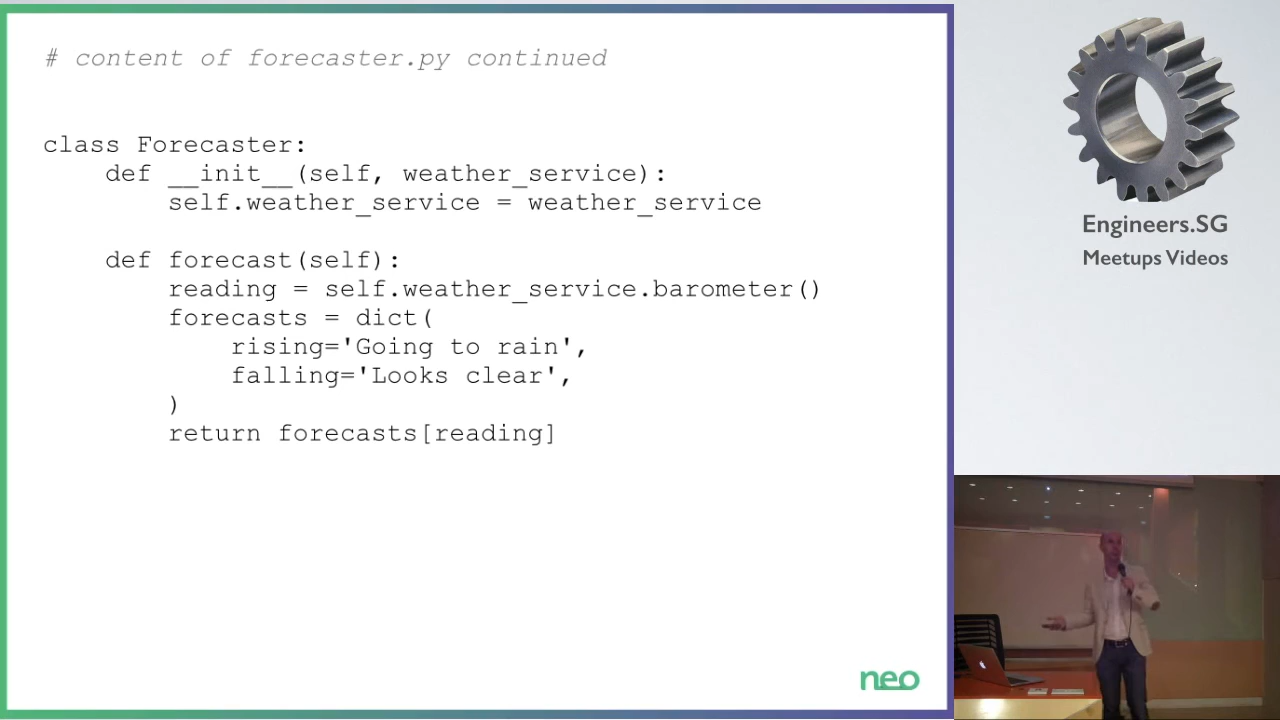 # content of forecaster.py continued
class Forecaster:
    def __init__(self, weather_service):
        self.weather_service = weather_service
    def forecast(self):
        reading = self.weather_service.barometer()
        forecasts = dict(
            rising='Going to rain',
            falling='Looks clear',
        )
        return forecasts[reading]
neo
Engineers.SG
Meetups Videos